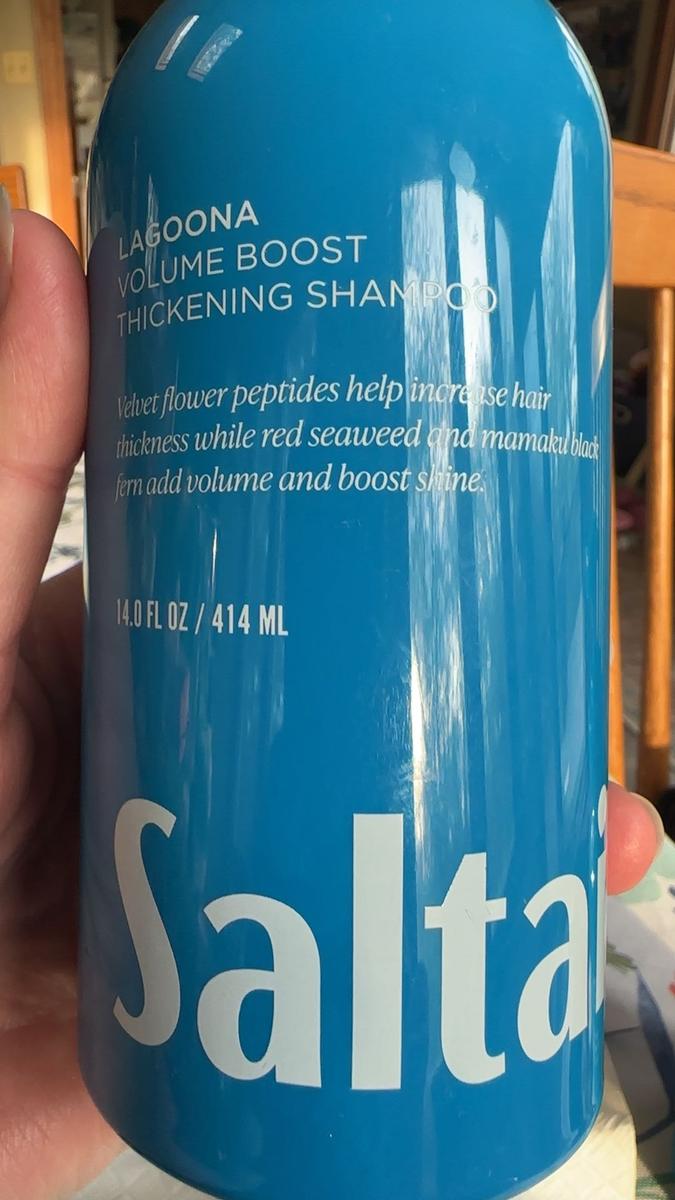 LAGOONA
VOLUME BOOST
THICKENING SHAMPOO
Velvet flower peptides help increase hair
thickness while red seaweed and mamaku black
fern add volume and boost shine.
14.0 FL OZ / 414 ML
Saltai